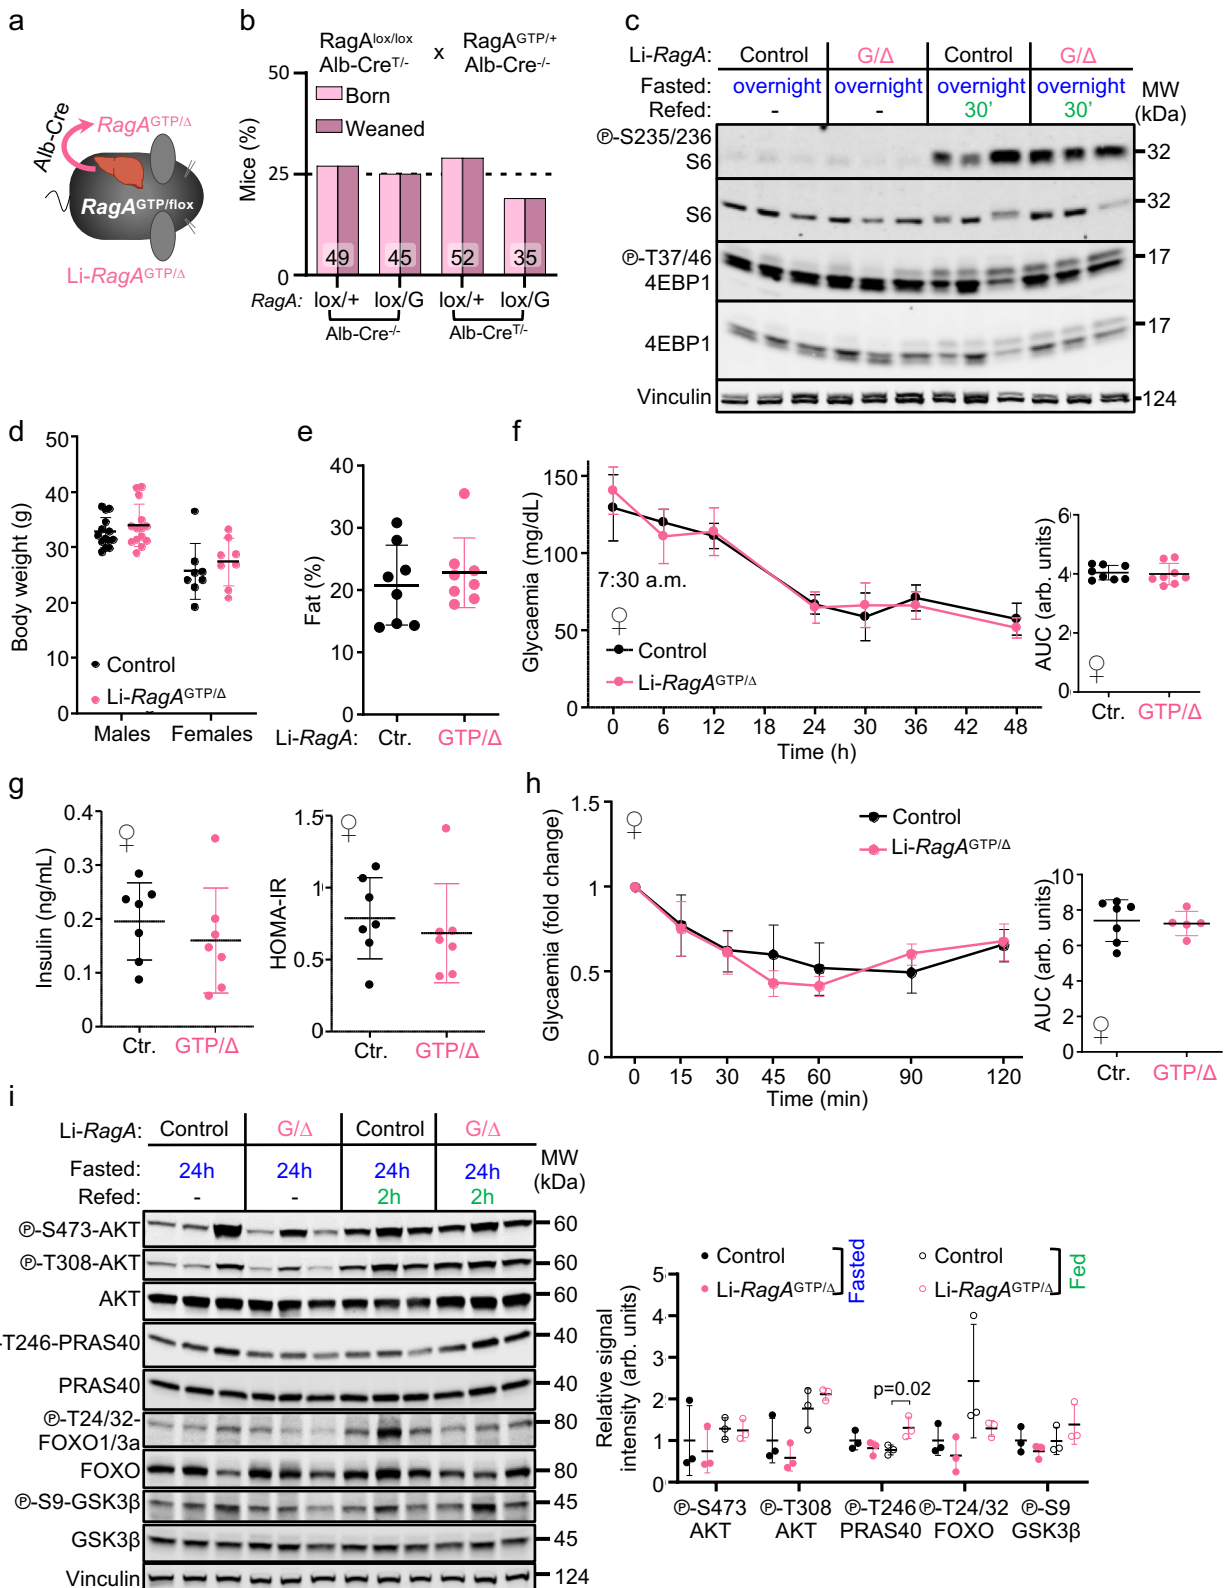 a
Alb-Cre
RagAGTP/Δ
RagAGTP/flox
Li-RagAGTP/Δ
b
RagAlox/lox
Alb-CreT/-
x
RagAGTP/+
Alb-Cre-/-
Born
Weaned
Mice (%)
50
25
0
49
45
52
35
RagA: lox/+ lox/G lox/+ lox/G
Alb-Cre-/- Alb-CreT/-
c
Li-RagA: Control G/Δ Control G/Δ
Fasted: overnight overnight overnight overnight
Refed: - - 30' 30'
MW
(kDa)
℗-S235/236
S6
32
S6
32
℗-T37/46
4EBP1
17
4EBP1
17
Vinculin
124
d
Body weight (g)
50
40
30
20
10
0
Control
Li-RagAGTP/Δ
Males Females
e
Fat (%)
40
30
20
10
0
Li-RagA: Ctr. GTP/Δ
f
Glycaemia (mg/dL)
150
100
50
0
7:30 a.m.
♀
Control
Li-RagAGTP/Δ
0 6 12 18 24 30 36 42 48
Time (h)
AUC (arb. units)
6
4
2
0
♀
Ctr. GTP/Δ
g
Insulin (ng/mL)
0.4
0.3
0.2
0.1
0
♀
Ctr. GTP/Δ
HOMA-IR
1.5
1
0.5
0
♀
Ctr. GTP/Δ
h
Glycaemia (fold change)
1.5
1
0.5
0
♀
Control
Li-RagAGTP/Δ
0 15 30 45 60 90 120
Time (min)
AUC (arb. units)
10
8
6
4
2
0
♀
Ctr. GTP/Δ
i
Li-RagA: Control G/Δ Control G/Δ
Fasted: 24h 24h 24h 24h
Refed: - - 2h 2h
MW
(kDa)
℗-S473-AKT
60
℗-T308-AKT
60
AKT
60
-T246-PRAS40
40
PRAS40
40
℗-T24/32-
FOXO1/3a
80
FOXO
80
℗-S9-GSK3β
45
GSK3β
45
Vinculin
124
Control
Li-RagAGTP/Δ
Fasted
Control
Li-RagAGTP/Δ
Fed
Relative signal
intensity (arb. units)
5
4
3
2
1
0
p=0.02
℗-S473 ℗-T308 ℗-T246 ℗-T24/32 ℗-S9
AKT AKT PRAS40 FOXO GSK3β